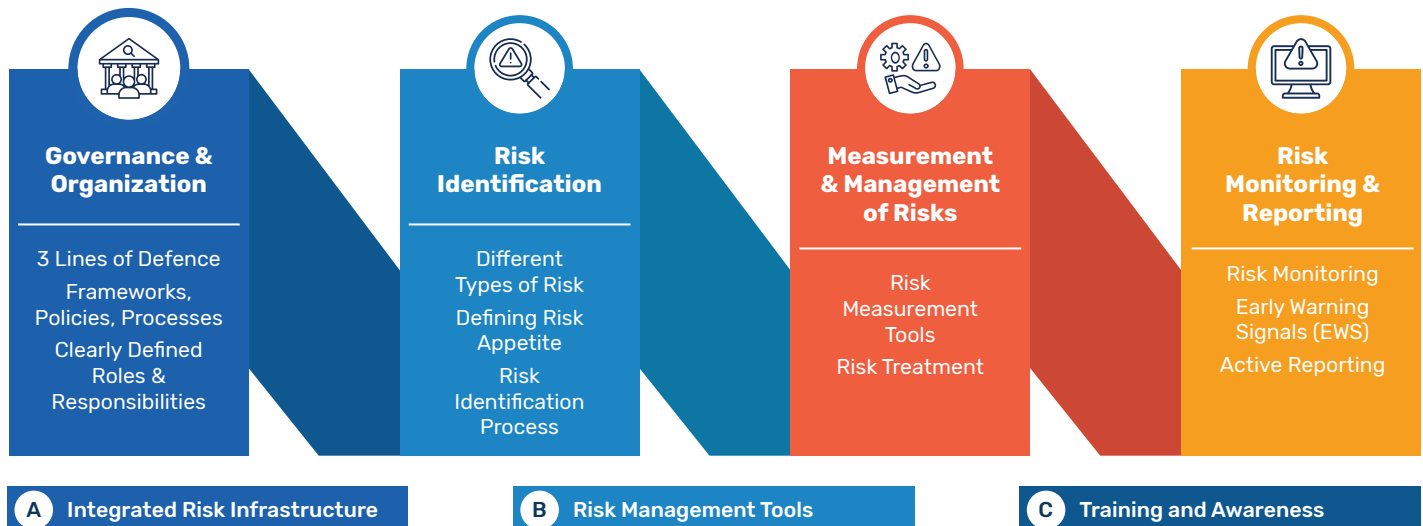 Governance &
Organization
3 Lines of Defence
Frameworks,
Policies, Processes
Clearly Defined
Roles &
Responsibilities
Risk
Identification
Different
Types of Risk
Defining Risk
Appetite
Risk
Identification
Process
Measurement
& Management
of Risks
Risk
Measurement
Tools
Risk Treatment
Risk
Monitoring &
Reporting
Risk Monitoring
Early Warning
Signals (EWS)
Active Reporting
A Integrated Risk Infrastructure
B Risk Management Tools
C Training and Awareness